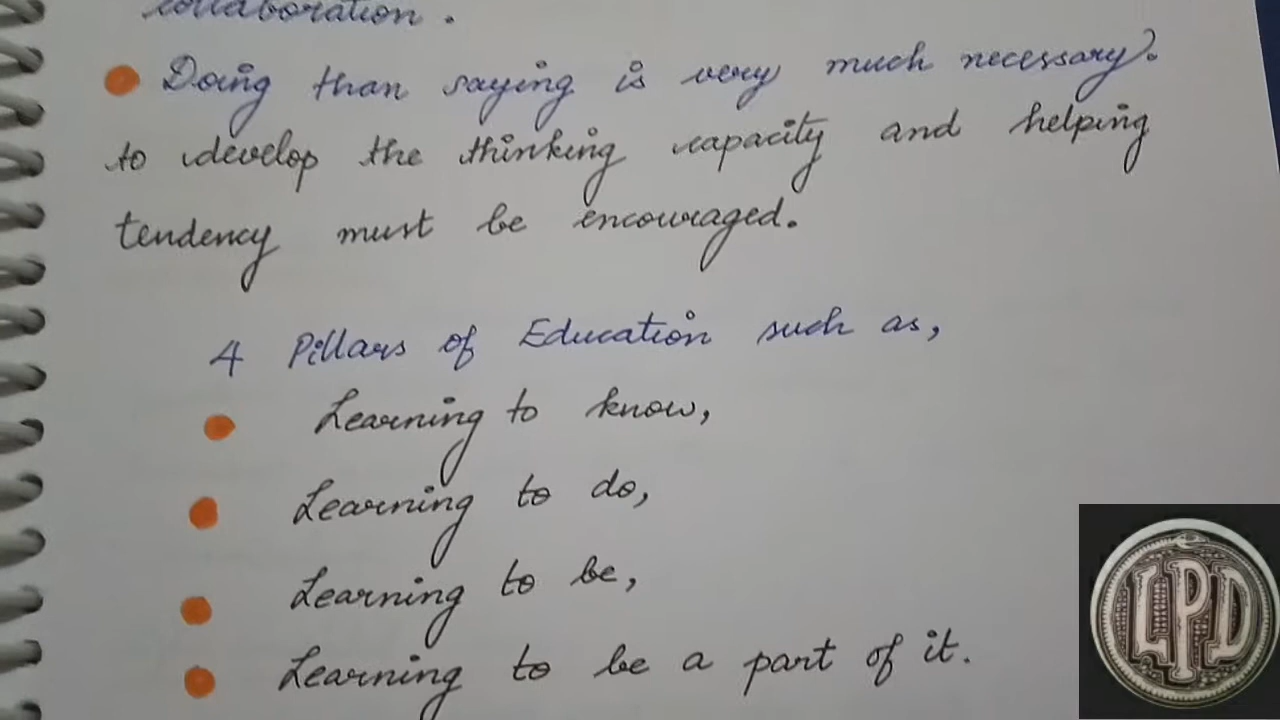 collaboration.
Doing than saying is very much necessary.
to develop the thinking capacity and helping
tendency must be encouraged.
4 Pillars of Education such as,
Learning to know,
Learning to do,
Learning to be,
Learning to be a part of it.
LPD